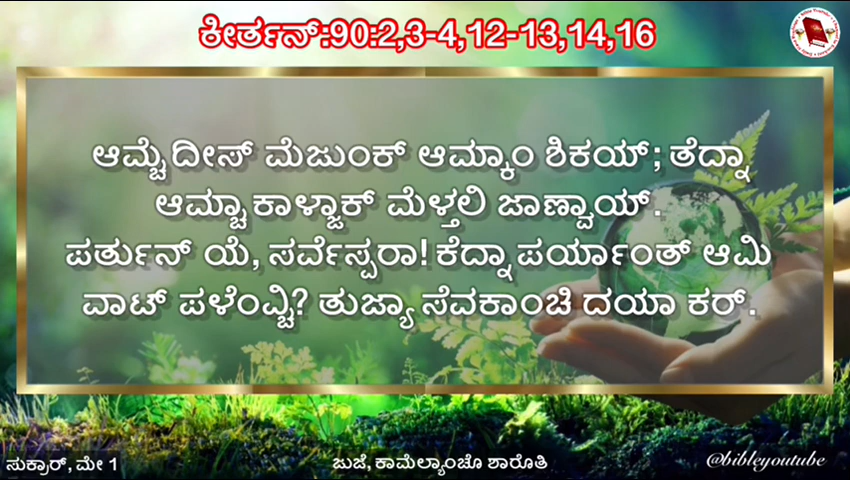 ಕೀರ್ತನ್:90:2,3-4,12-13,14,16
ಆಮ್ಚೆ ದೀಸ್ ಮೆಜುಂಕ್ ಆಮ್ಕಾಂ ಶಿಕಯ್; ತೆದ್ನಾ
ಆಮ್ಚಾ ಕಾಳ್ಜಾಕ್ ಮೆಳ್ತಲಿ ಜಾಣ್ವಾಯ್.
ಪರ್ತುನ್ ಯೆ, ಸರ್ವೆಸ್ಪರಾ! ಕೆದ್ನಾ ಪರ್ಯಾಂತ್ ಆಮಿ
ವಾಟ್ ಪಳೆಂವ್ಚಿ? ತುಜ್ಯಾ ಸೆವಕಾಂಚಿ ದಯಾ ಕರ್.
ಸುಕ್ರಾರ್, ಮೇ 1
ಜುಜೆ, ಕಾಮೆಲ್ಯಾಂಚೊ ಶಾರೊತಿ
@bibleyoutube